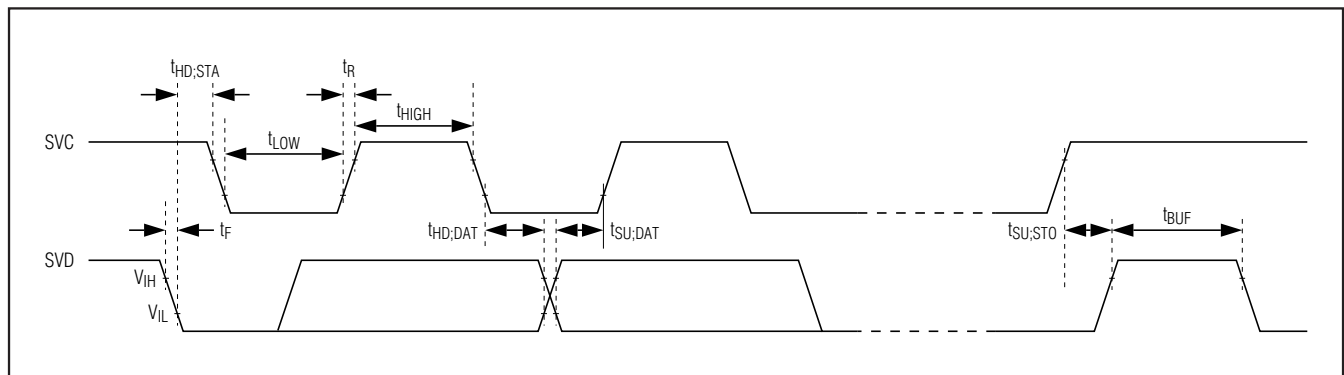 tHD;STA
tR
tHIGH
SVC
tLOW
tF
tHD;DAT
tSU;DAT
tSU;STO
tBUF
SVD
VIH
VIL